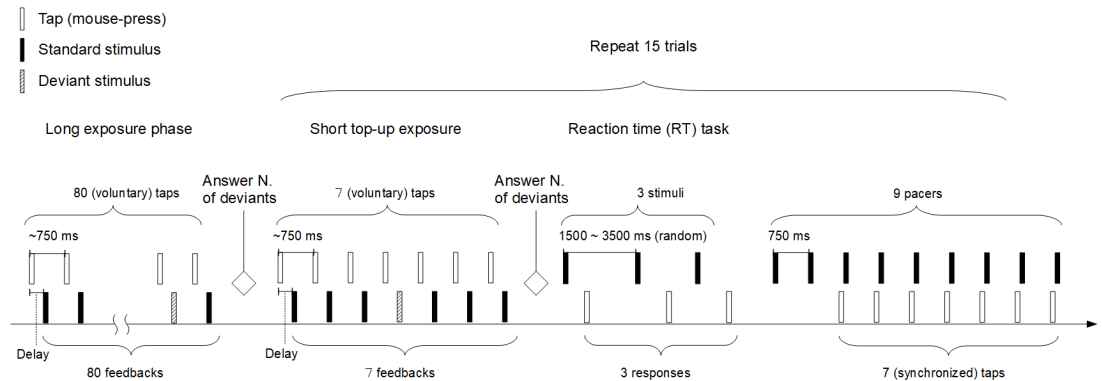 Tap (mouse-press)
Standard stimulus
Deviant stimulus
Repeat 15 trials
Long exposure phase
Short top-up exposure
Reaction time (RT) task
80 (voluntary) taps
Answer N.
of deviants
7 (voluntary) taps
Answer N.
of deviants
3 stimuli
9 pacers
~750 ms
~750 ms
1500 ~ 3500 ms (random)
750 ms
Delay
80 feedbacks
Delay
7 feedbacks
3 responses
7 (synchronized) taps